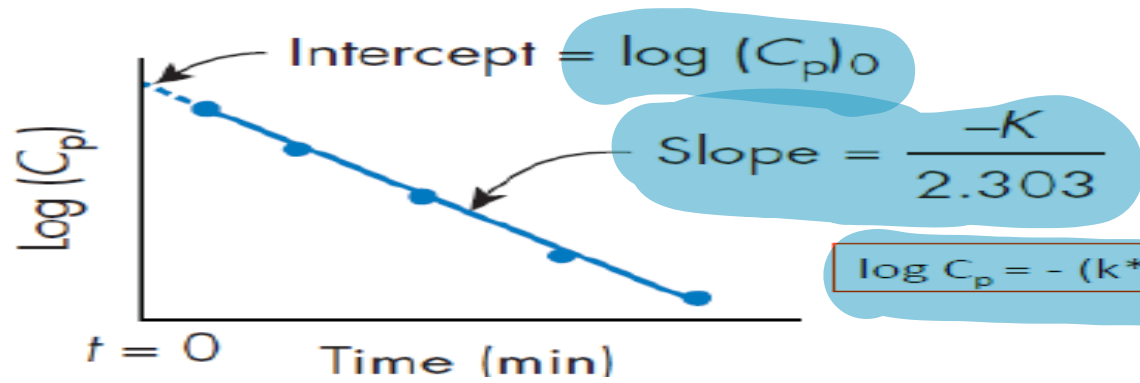 Intercept = log (Cp)0
Slope = –K / 2.303
Log (Cp)
log Cp = - (k*
t = 0
Time (min)